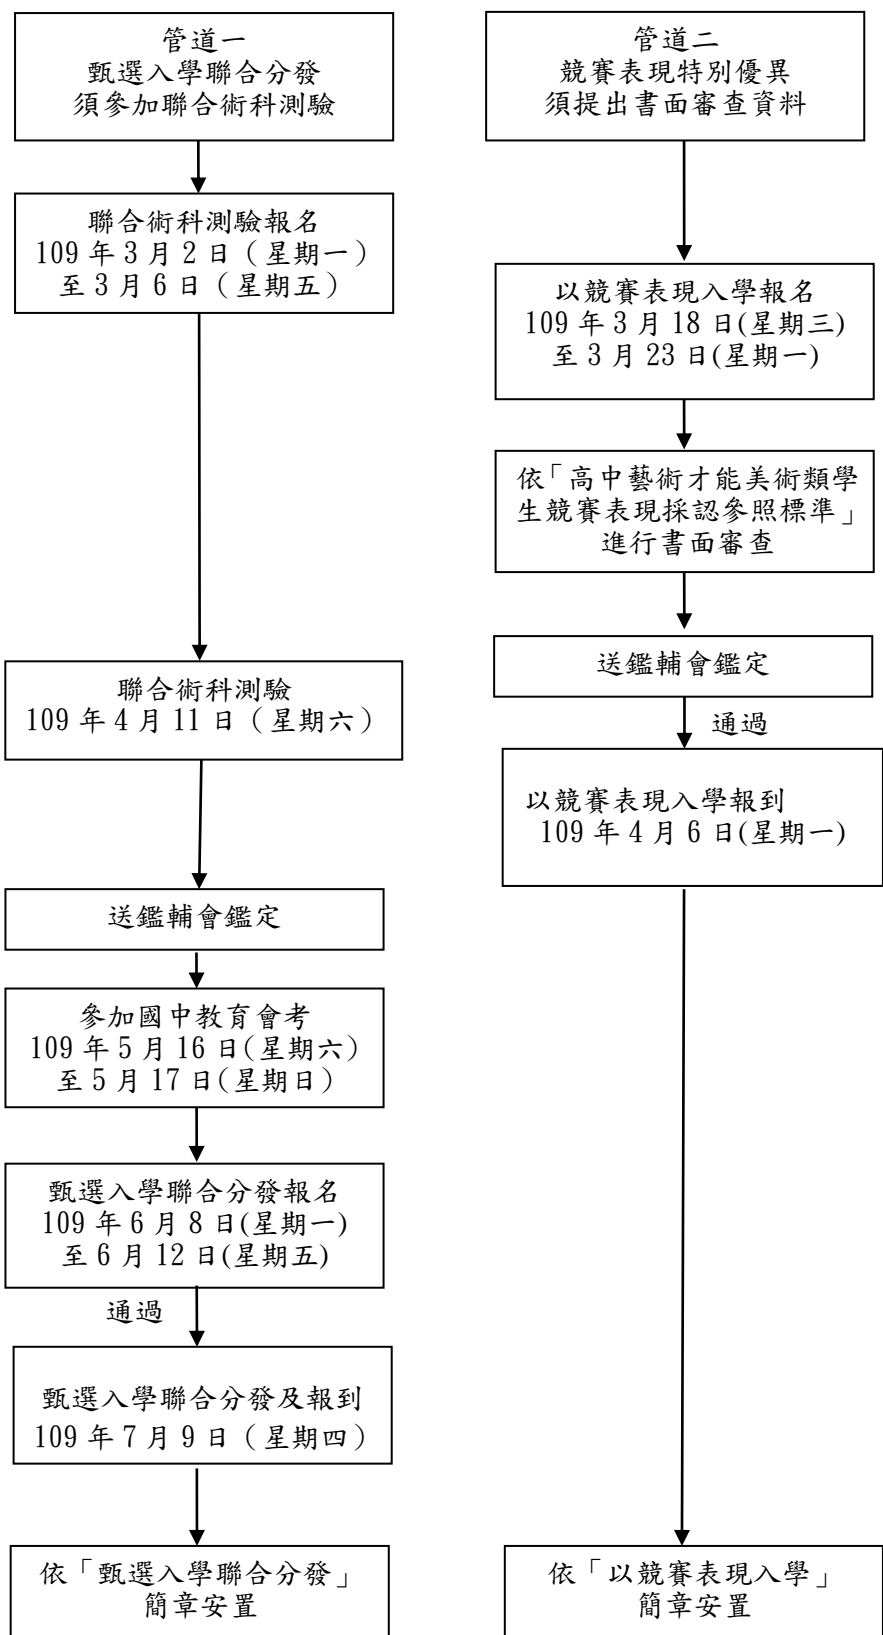 管道一
甄選入學聯合分發
須參加聯合術科測驗
聯合術科測驗報名
109 年 3 月 2 日（星期一）
至 3 月 6 日（星期五）
聯合術科測驗
109 年 4 月 11 日（星期六）
送鑑輔會鑑定
參加國中教育會考
109 年 5 月 16 日(星期六)
至 5 月 17 日(星期日)
甄選入學聯合分發報名
109 年 6 月 8 日(星期一)
至 6 月 12 日(星期五)
通過
甄選入學聯合分發及報到
109 年 7 月 9 日（星期四）
依「甄選入學聯合分發」
簡章安置
管道二
競賽表現特別優異
須提出書面審查資料
以競賽表現入學報名
109 年 3 月 18 日(星期三)
至 3 月 23 日(星期一)
依「高中藝術才能美術類學
生競賽表現採認參照標準」
進行書面審查
送鑑輔會鑑定
通過
以競賽表現入學報到
109 年 4 月 6 日(星期一)
依「以競賽表現入學」
簡章安置